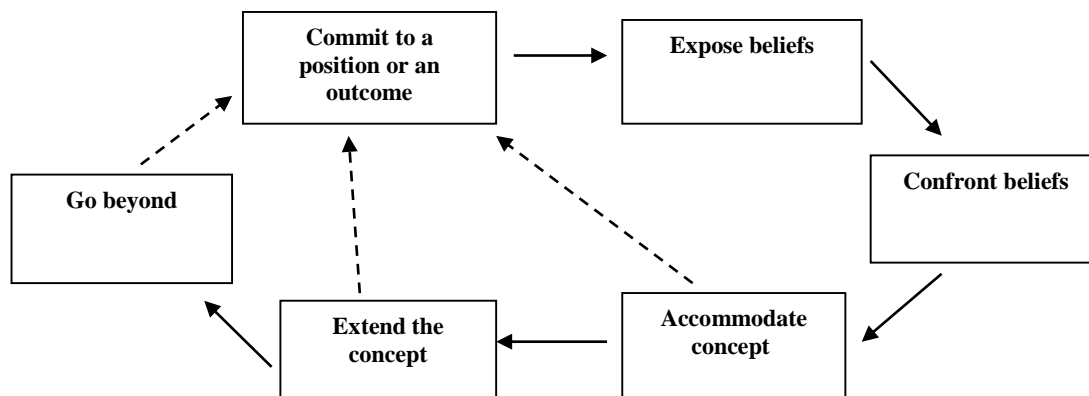 Commit to a
position or an
outcome
Expose beliefs
Confront beliefs
Accommodate
concept
Extend the
concept
Go beyond